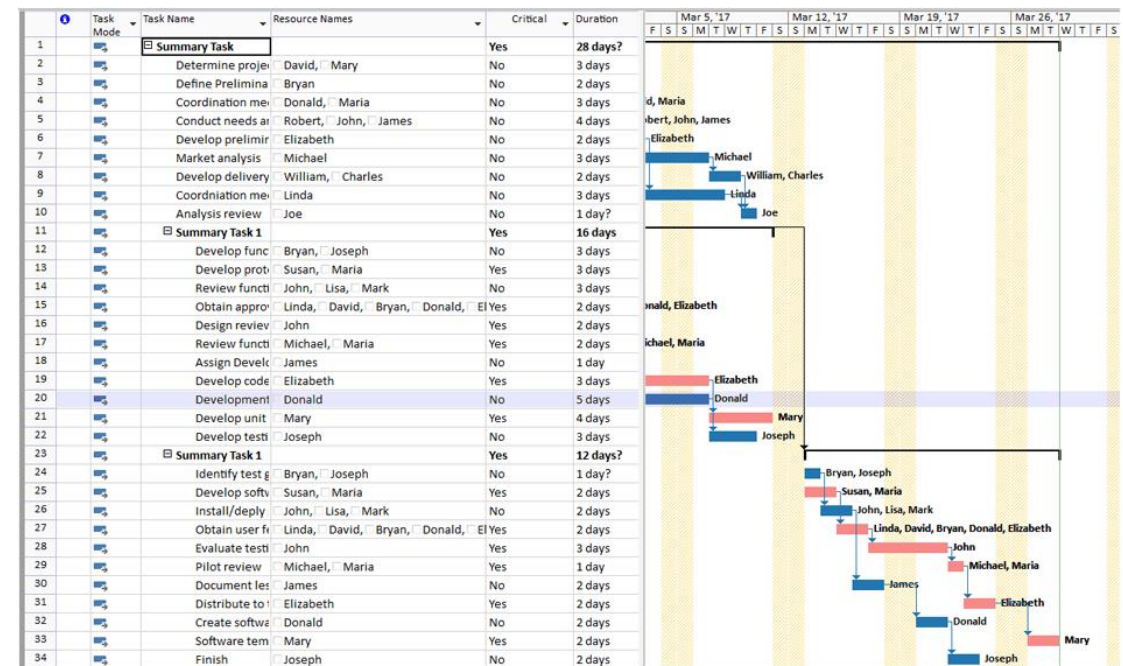 Task Mode Task Name Resource Names Critical Duration Mar 5, '17 Mar 12, '17 Mar 19, '17 Mar 26, '17
F S S M T W T F S S M T W T F S S M T W T F S S M T W T F S
1 Summary Task Yes 28 days?
2 Determine proje David, Mary No 3 days
3 Define Prelimina Bryan No 2 days
4 Coordination me Donald, Maria No 3 days ld, Maria
5 Conduct needs ar Robert, John, James No 4 days bert, John, James
6 Develop prelimir Elizabeth No 2 days Elizabeth
7 Market analysis Michael No 3 days Michael
8 Develop delivery William, Charles No 2 days William, Charles
9 Coordniation me Linda No 3 days Linda
10 Analysis review Joe No 1 day? Joe
11 Summary Task 1 Yes 16 days
12 Develop func Bryan, Joseph No 3 days
13 Develop prot Susan, Maria Yes 3 days
14 Review functi John, Lisa, Mark No 3 days
15 Obtain appro Linda, David, Bryan, Donald, El Yes 2 days onald, Elizabeth
16 Design review John Yes 2 days
17 Review functi Michael, Maria Yes 2 days ichael, Maria
18 Assign Develo James No 1 day
19 Develop code Elizabeth Yes 3 days Elizabeth
20 Development Donald No 5 days Donald
21 Develop unit Mary Yes 4 days Mary
22 Develop testi Joseph No 3 days Joseph
23 Summary Task 1 Yes 12 days?
24 Identify test g Bryan, Joseph No 1 day? Bryan, Joseph
25 Develop softw Susan, Maria Yes 2 days Susan, Maria
26 Install/deply John, Lisa, Mark No 2 days John, Lisa, Mark
27 Obtain user fe Linda, David, Bryan, Donald, El Yes 2 days Linda, David, Bryan, Donald, Elizabeth
28 Evaluate testi John Yes 3 days John
29 Pilot review Michael, Maria Yes 1 day Michael, Maria
30 Document les James No 2 days James
31 Distribute to t Elizabeth Yes 2 days Elizabeth
32 Create softwa Donald No 2 days Donald
33 Software tem Mary Yes 2 days Mary
34 Finish Joseph No 2 days Joseph